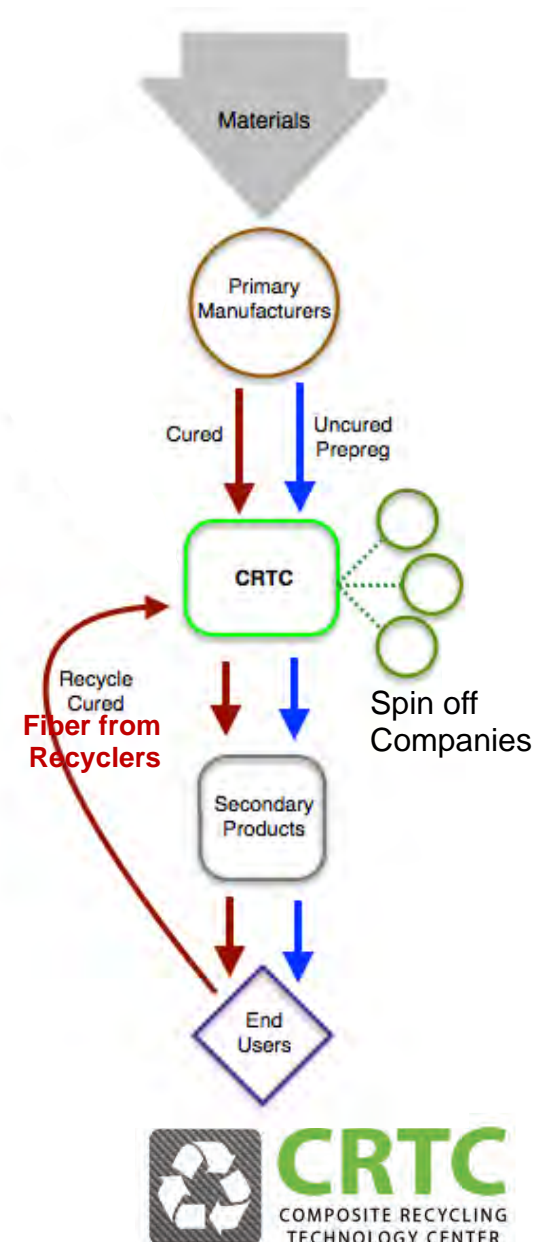 Materials
Primary
Manufacturers
Cured
Uncured
Prepreg
CRTC
Recycle
Cured
Fiber from
Recyclers
Spin off
Companies
Secondary
Products
End
Users
CRTC
COMPOSITE RECYCLING
TECHNOLOGY CENTER